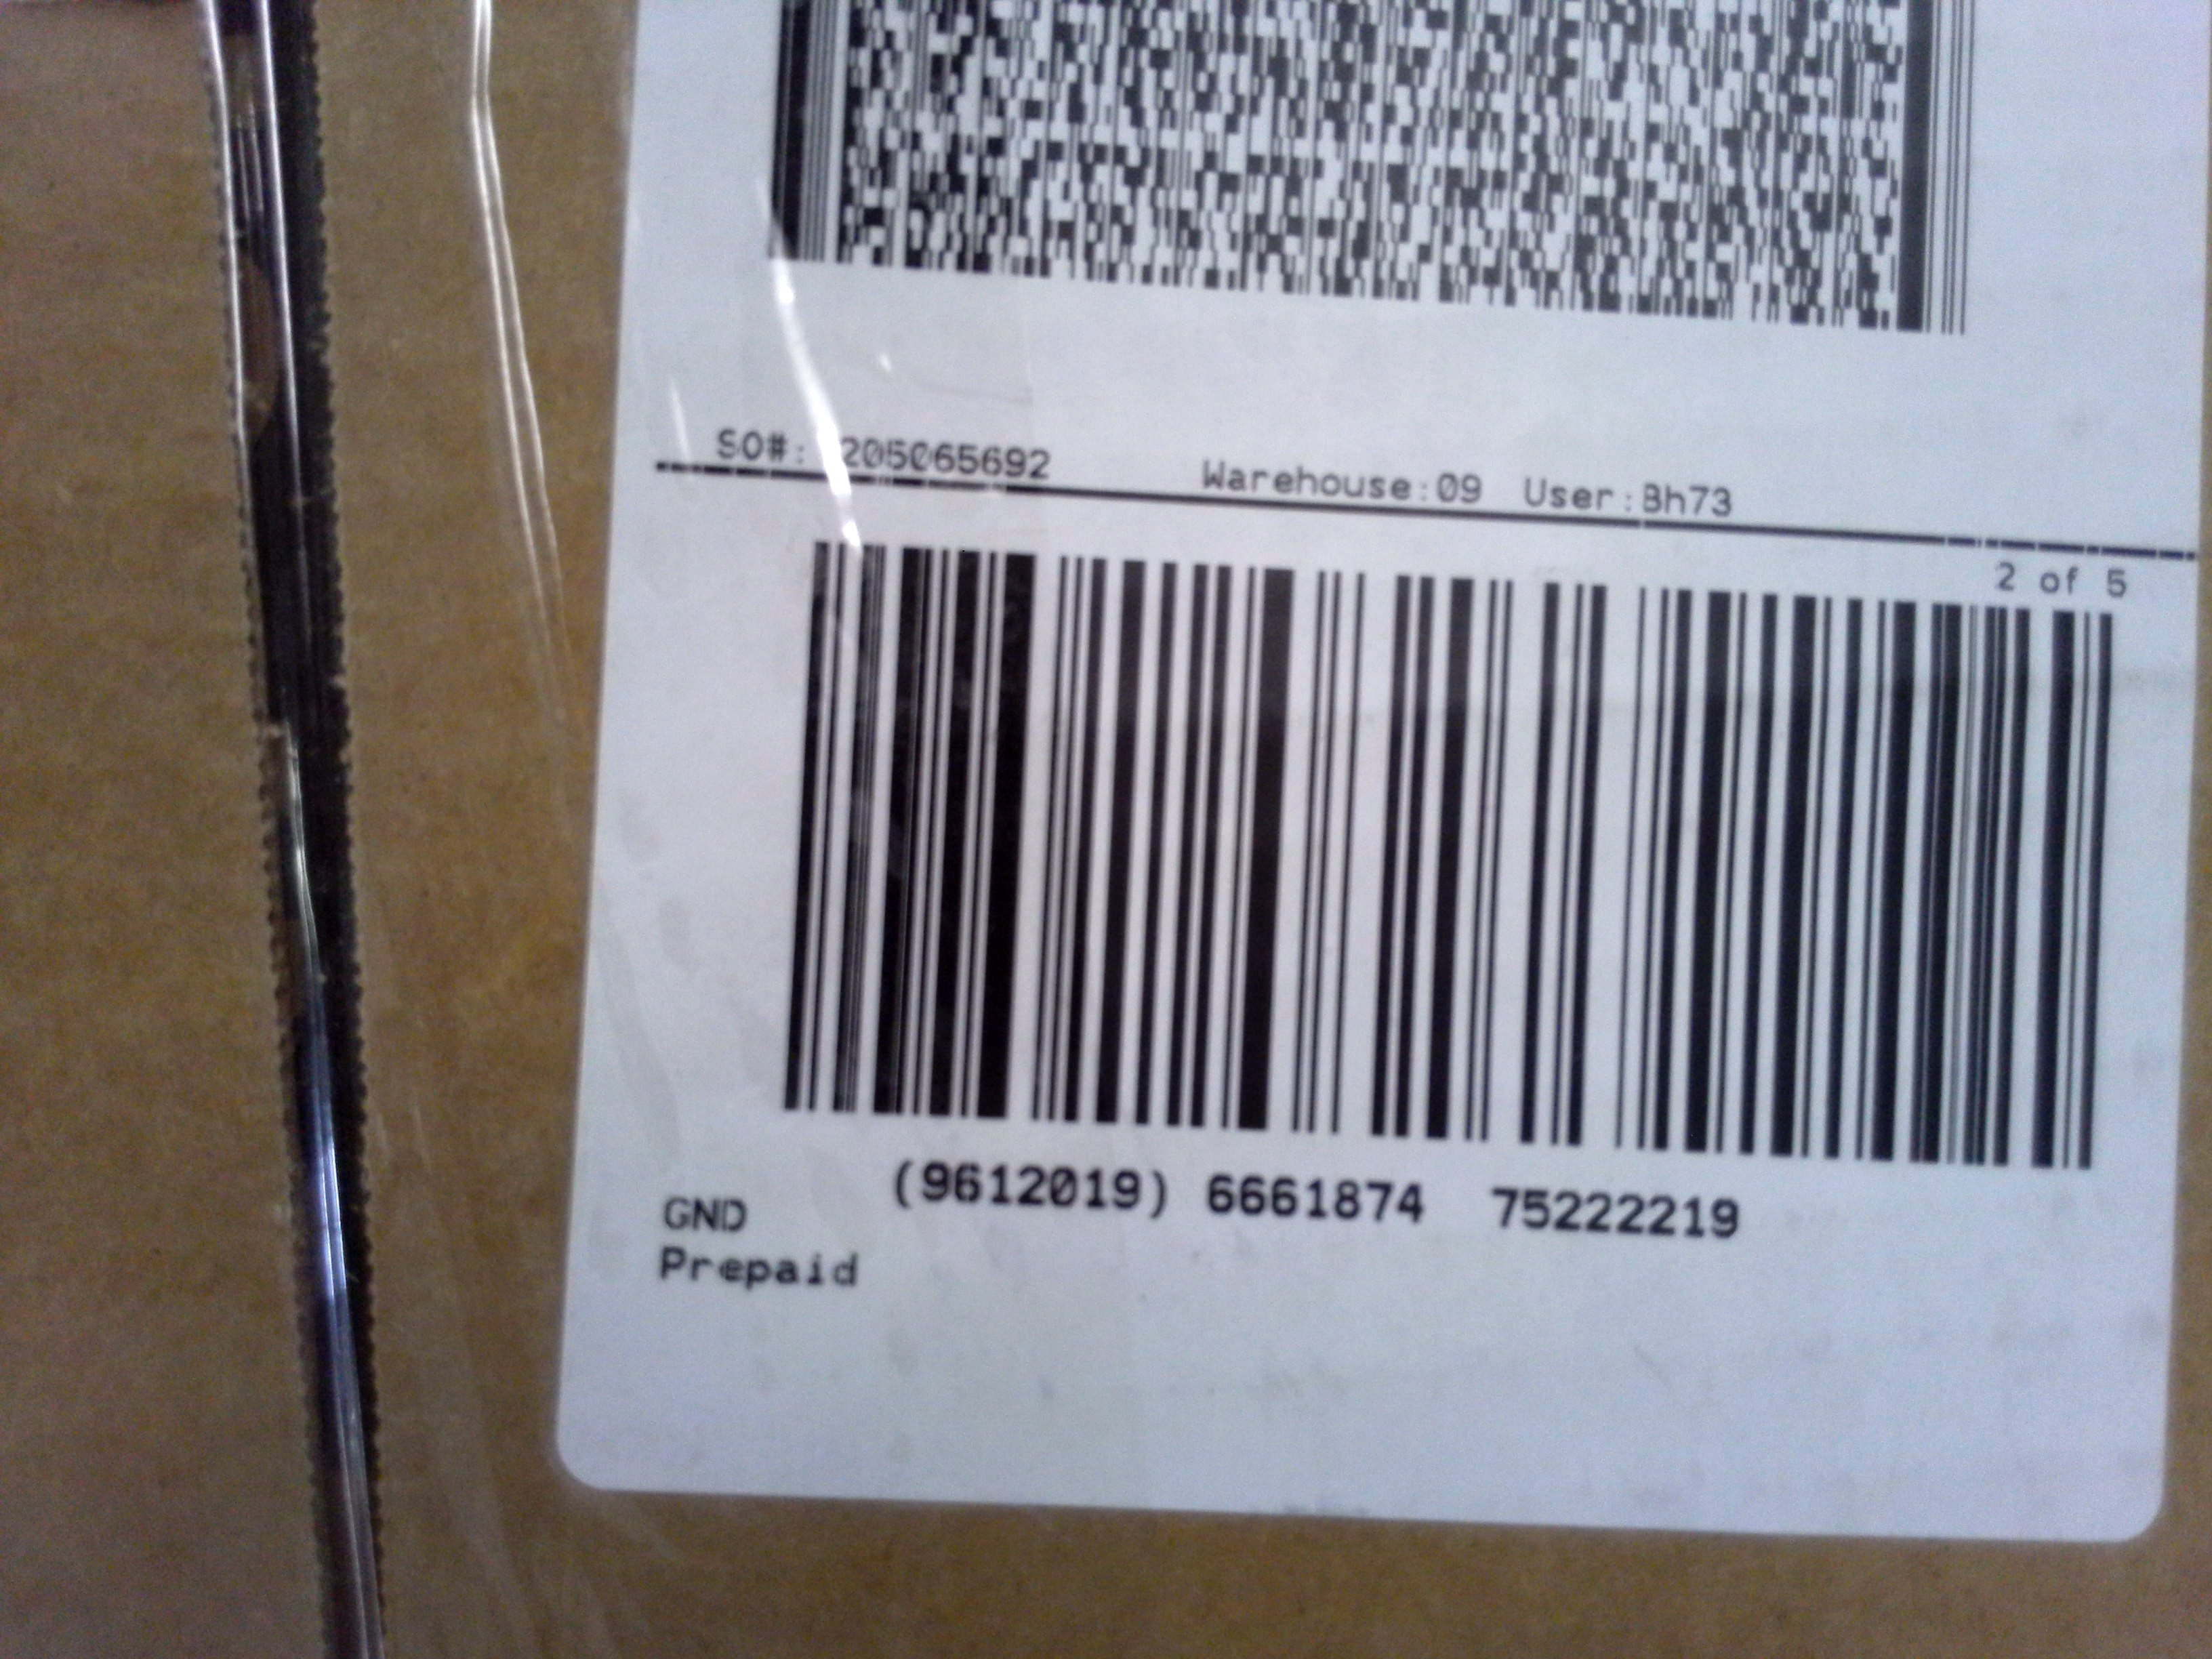 SO#: 205065692 Warehouse:09 User:Bh73
2 of 5
(9612019) 6661874 75222219
GND
Prepaid